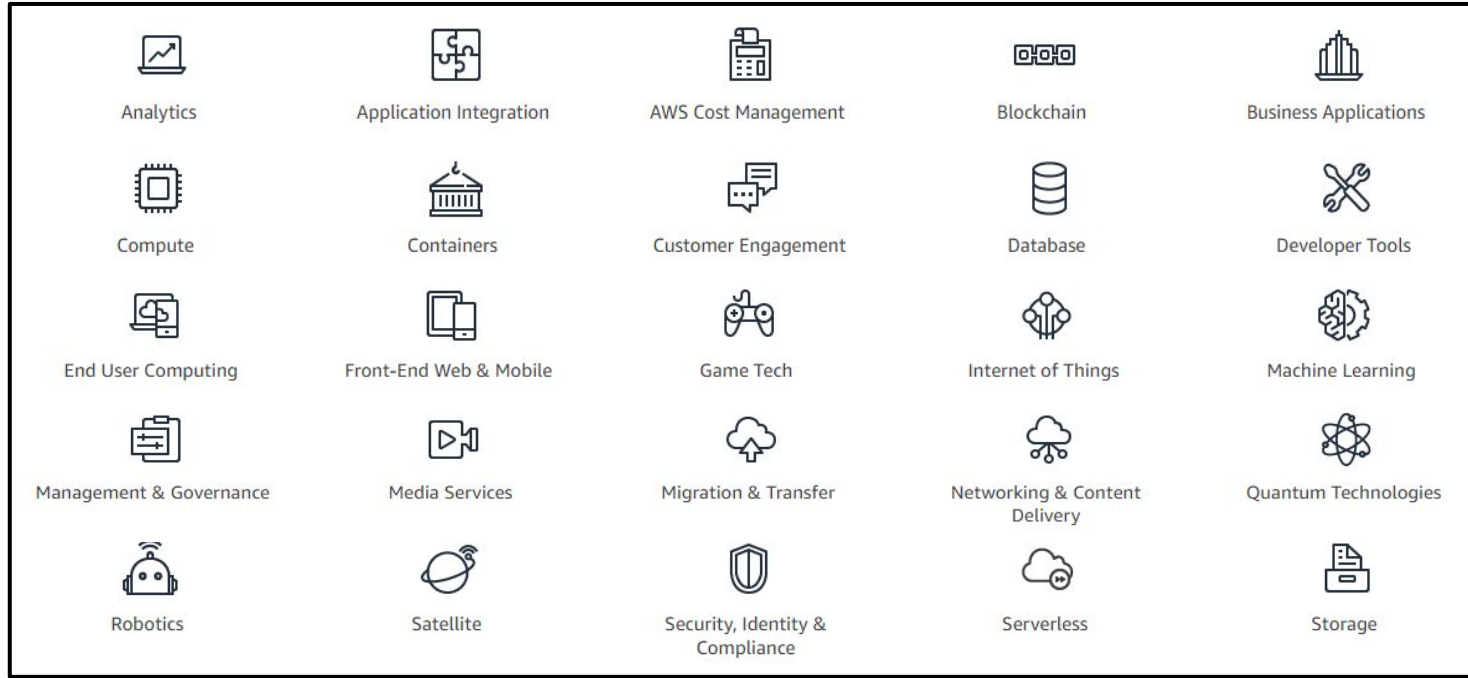 Analytics
Application Integration
AWS Cost Management
Blockchain
Business Applications
Compute
Containers
Customer Engagement
Database
Developer Tools
End User Computing
Front-End Web & Mobile
Game Tech
Internet of Things
Machine Learning
Management & Governance
Media Services
Migration & Transfer
Networking & Content
Delivery
Quantum Technologies
Robotics
Satellite
Security, Identity &
Compliance
Serverless
Storage